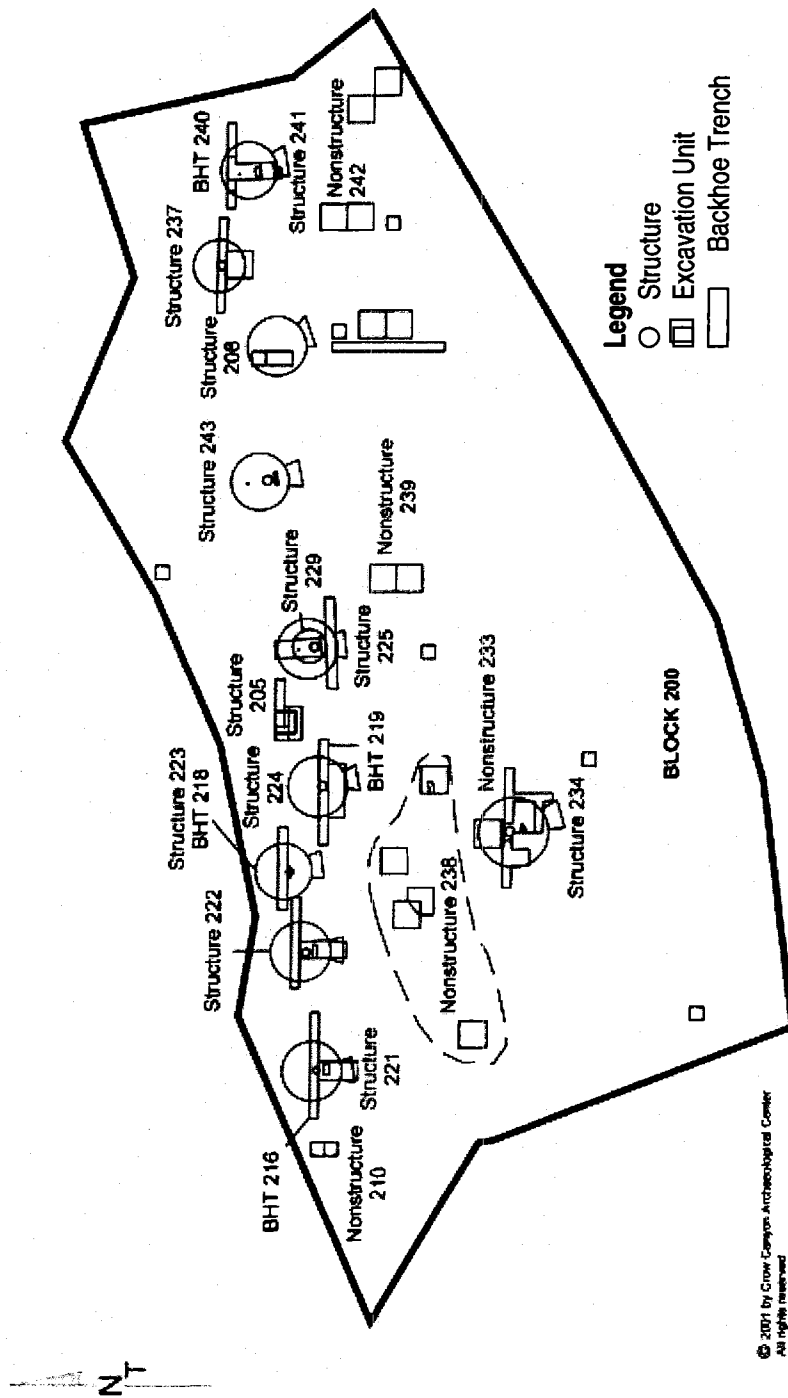 N
T
BHT 216
Nonstructure
210
Structure
221
Structure 222
Structure 223
BHT 218
Structure
224
BHT 219
Structure
205
Structure
229
Structure
225
Structure 243
Nonstructure
239
Structure
208
Structure 237
BHT 240
Structure 241
Nonstructure
242
Nonstructure 238
Nonstructure 233
Structure 234
BLOCK 200
Legend
Structure
Excavation Unit
Backhoe Trench
© 2001 by Crow Canyon Archaeological Center
All rights reserved